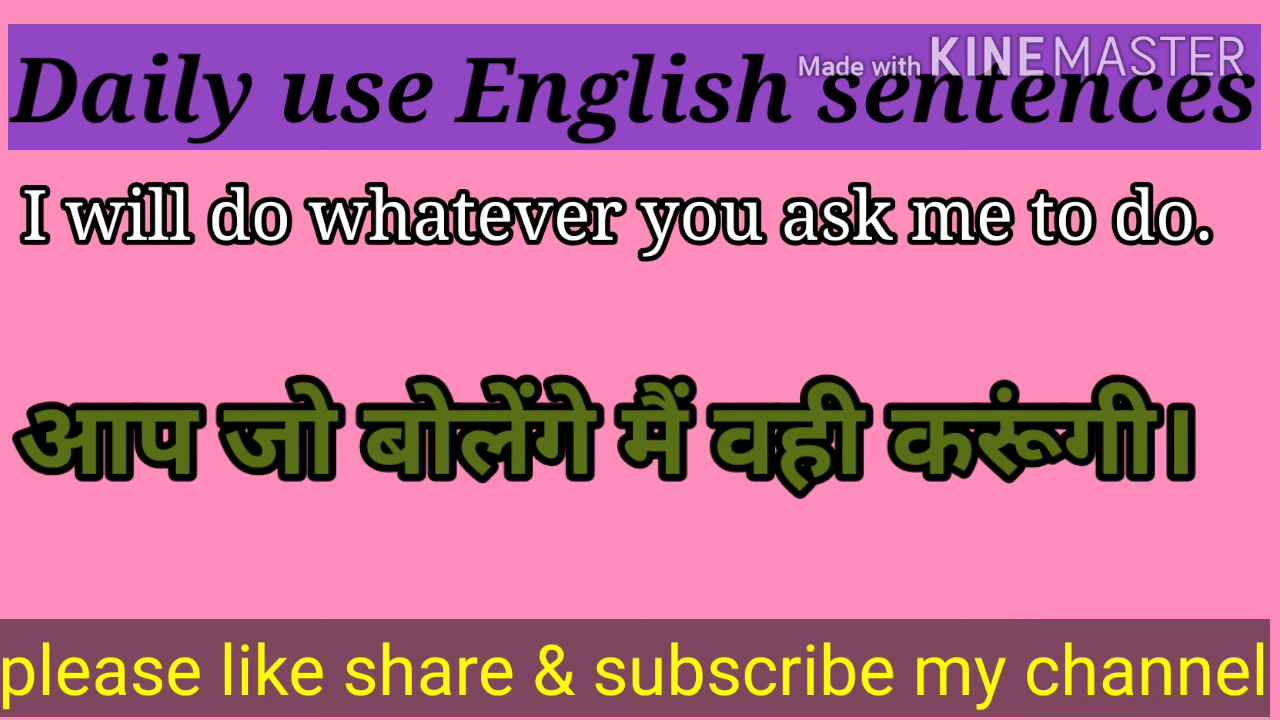 Daily use English sentences
Made with KINEMASTER
I will do whatever you ask me to do.
आप जो बोलेंगे मैं वही करूंगी।
please like share & subscribe my channel